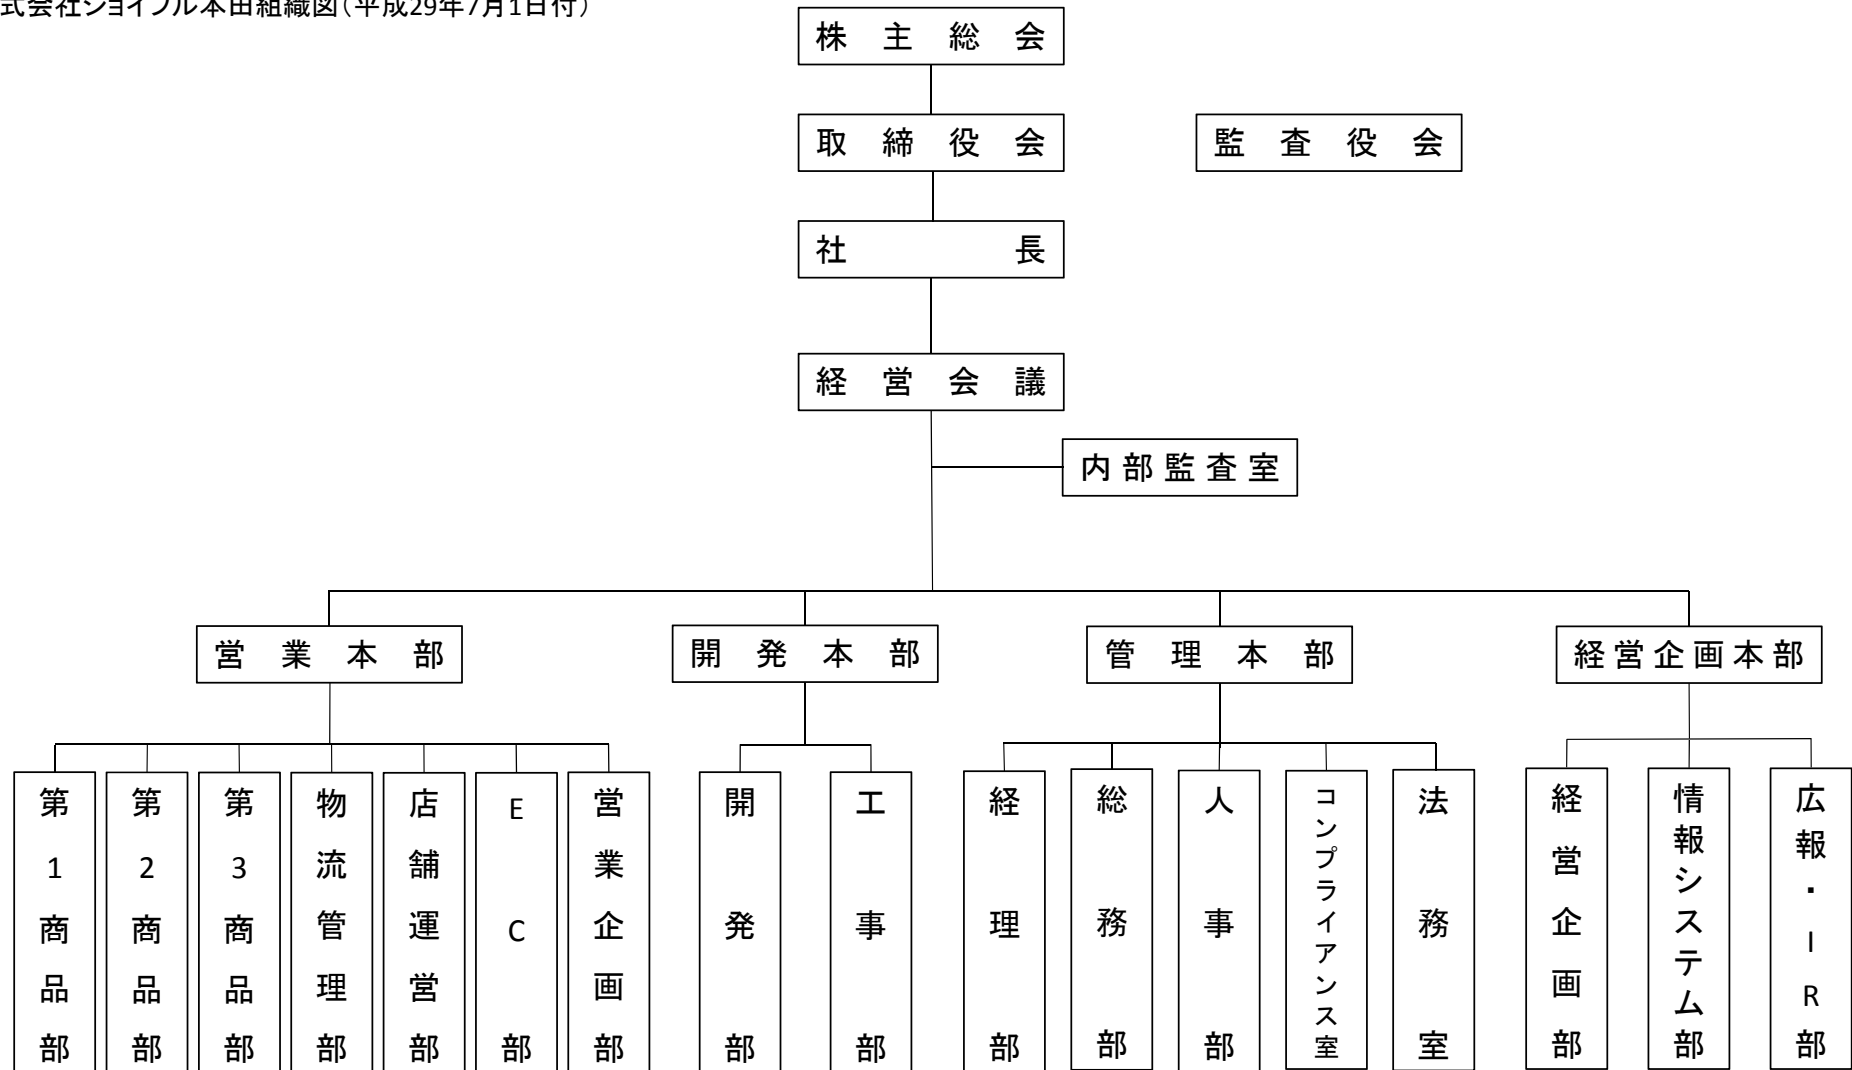 式会社ジョイフル本田組織図（平成29年7月1日付）
株主総会
取締役会
監査役会
社長
経営会議
内部監査室
営業本部
開発本部
管理本部
経営企画本部
第1商品部
第2商品部
第3商品部
物流管理部
店舗運営部
EC部
営業企画部
開発部
工事部
経理部
総務部
人事部
コンプライアンス室
法務室
経営企画部
情報システム部
広報・IR部